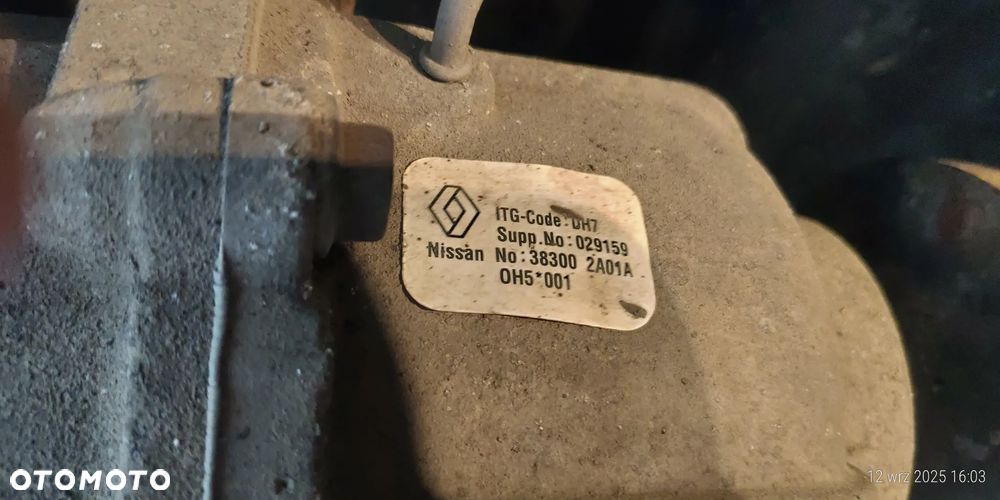 ITG-Code: DH7
Supp.No: 029159
Nissan No: 38300 2A01A
OH5*001
OTOMOTO
12 wrz 2025 16:03